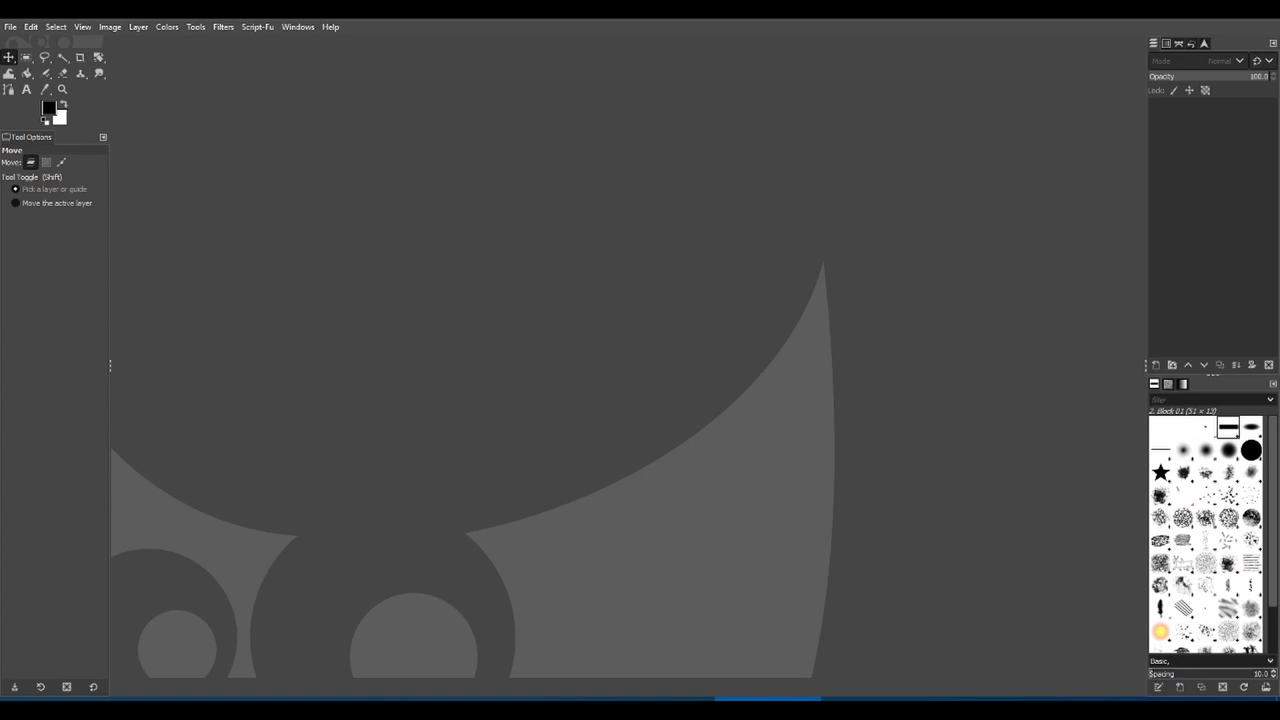 File Edit Select View Image Layer Colors Tools Filters Script-Fu Windows Help
Mode Normal
Opacity 100.0
Lock:
A
Tool Options
Move
Move:
Tool Toggle (Shift)
Pick a layer or guide
Move the active layer
filter
2. Block 01 (51 × 13)
Basic,
Spacing 10.0